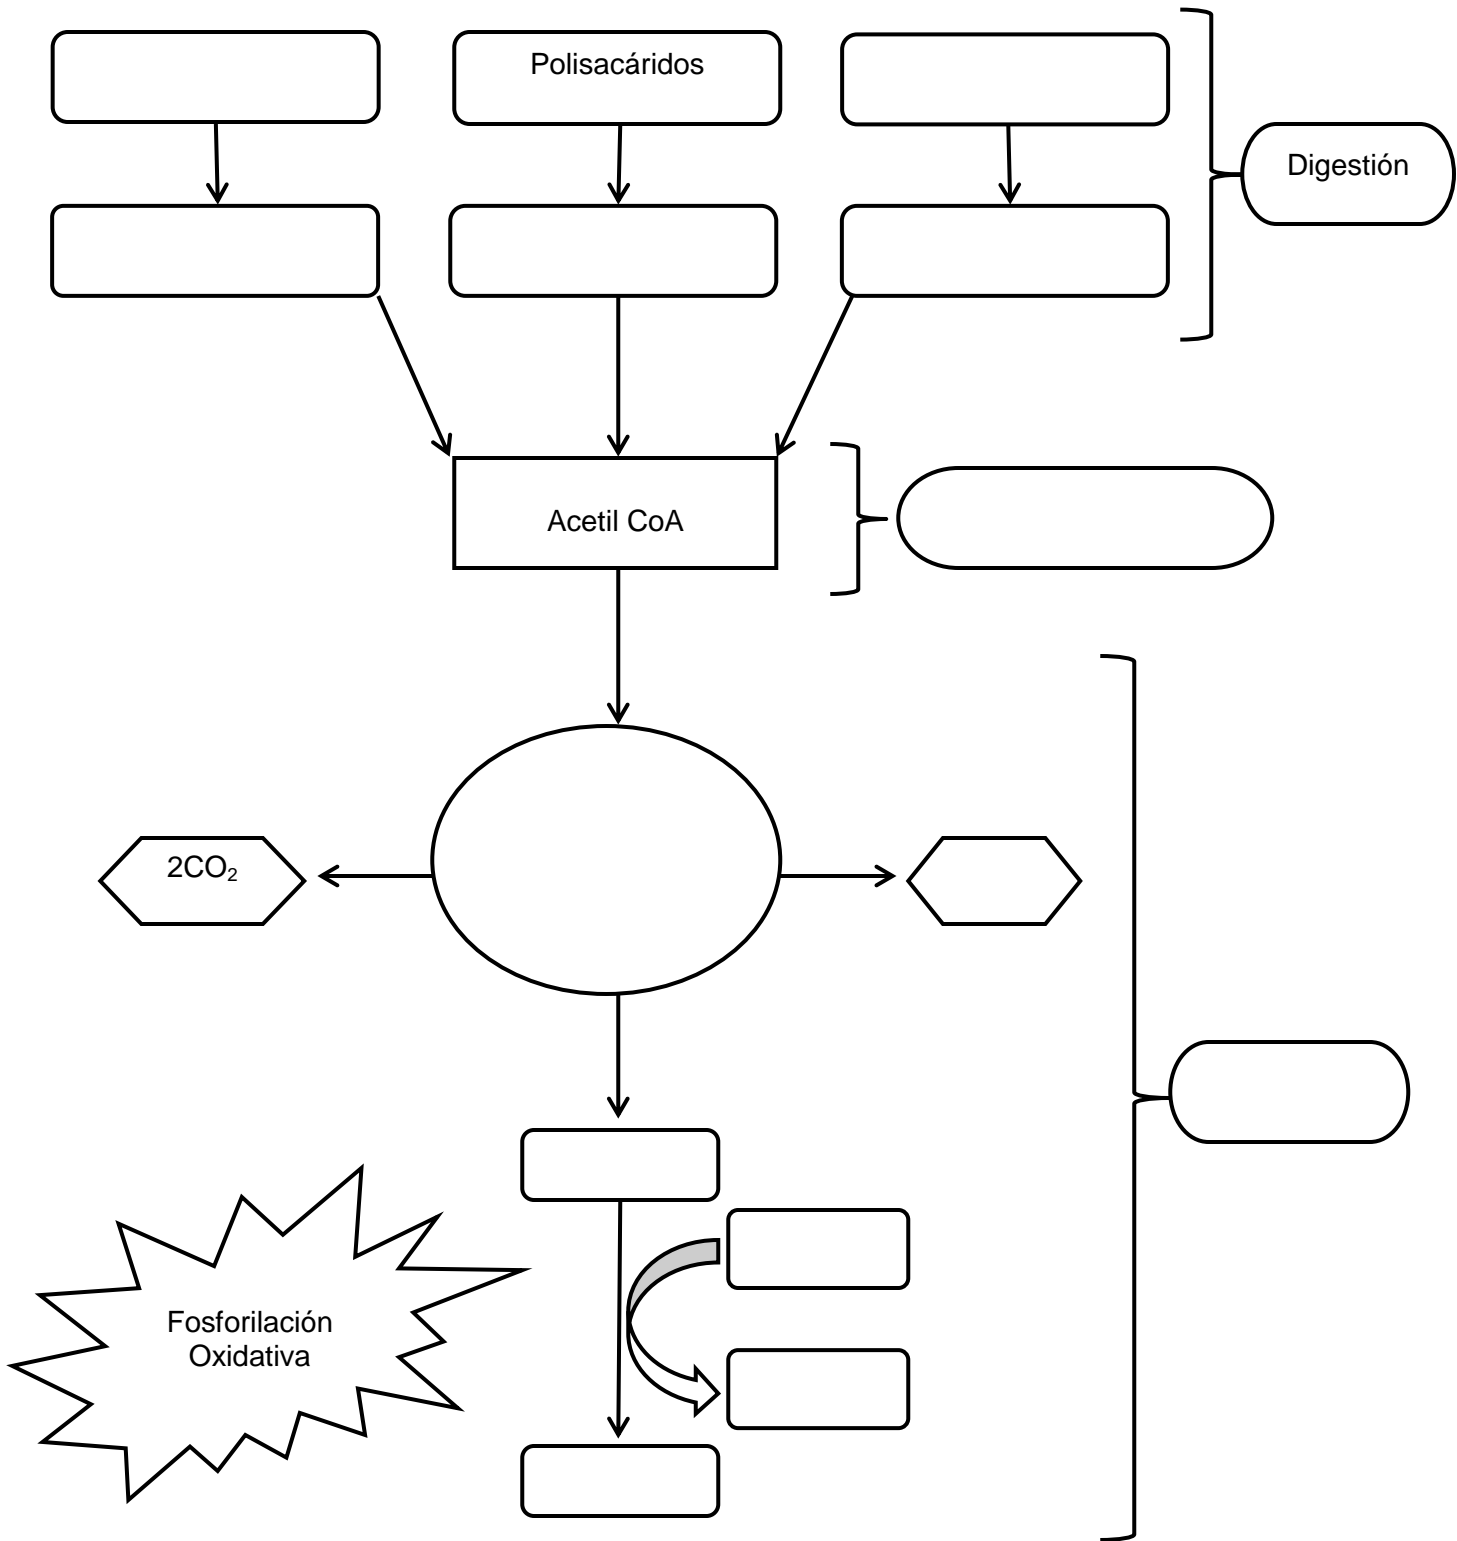 Polisacáridos
Digestión
Acetil CoA
2CO₂
Fosforilación
Oxidativa